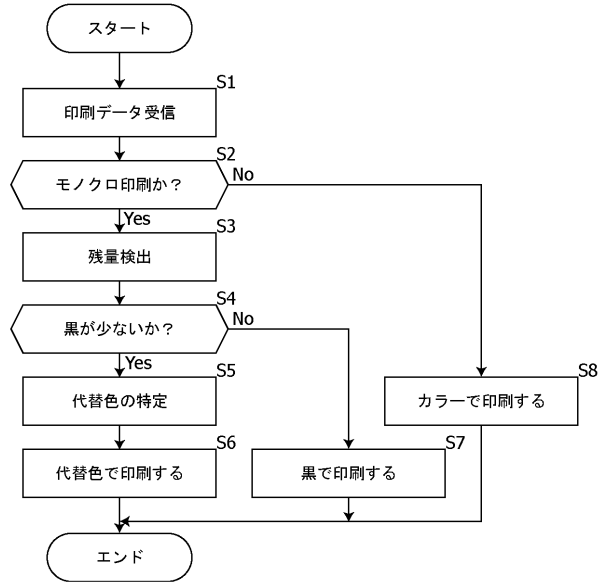 スタート
S1
印刷データ受信
S2
モノクロ印刷か？
No
Yes
S3
残量検出
S4
黒が少ないか？
No
Yes
S5
代替色の特定
S8
カラーで印刷する
S6
代替色で印刷する
S7
黒で印刷する
エンド